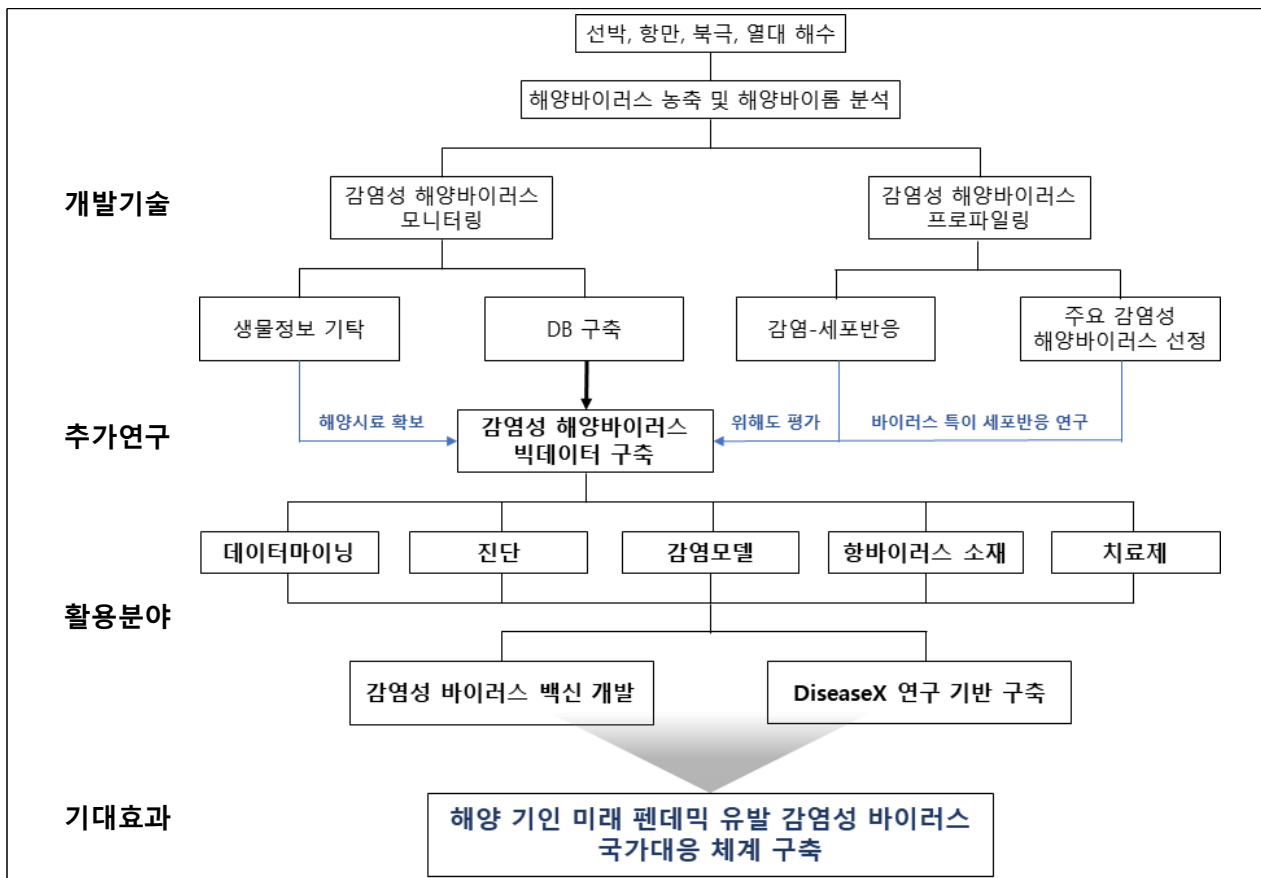 선박, 항만, 북극, 열대 해수
해양바이러스 농축 및 해양바이롬 분석
개발기술
감염성 해양바이러스
모니터링
감염성 해양바이러스
프로파일링
생물정보 기탁
DB 구축
감염-세포반응
주요 감염성
해양바이러스 선정
추가연구
해양시료 확보
감염성 해양바이러스
빅데이터 구축
위해도 평가
바이러스 특이 세포반응 연구
데이터마이닝
진단
감염모델
항바이러스 소재
치료제
활용분야
감염성 바이러스 백신 개발
DiseaseX 연구 기반 구축
기대효과
해양 기인 미래 펜데믹 유발 감염성 바이러스
국가대응 체계 구축